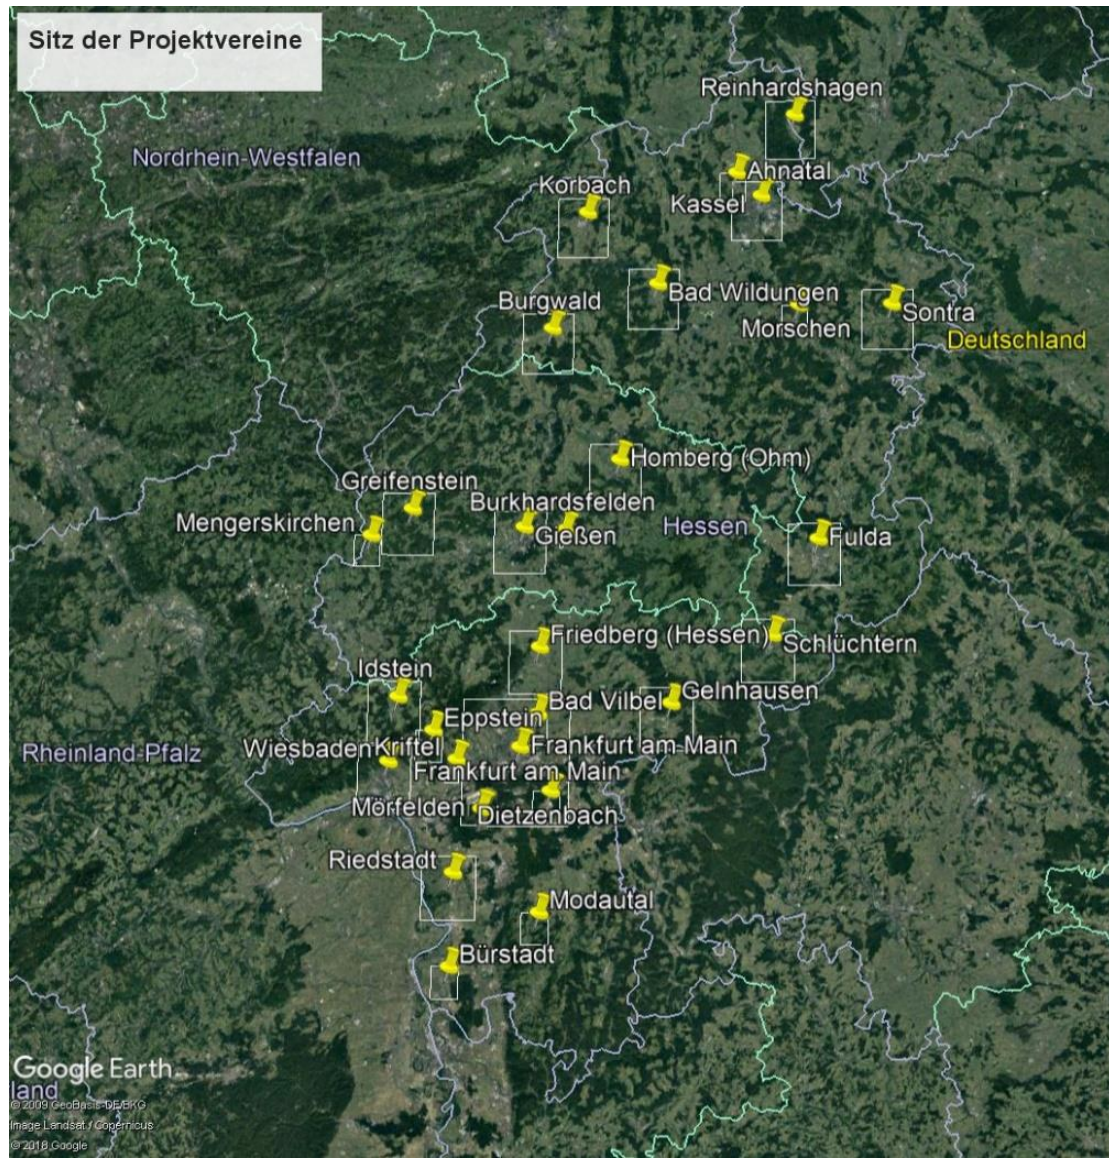 Sitz der Projektvereine
Reinhardshagen
Nordrhein-Westfalen
Ahnatal
Korbach
Kassel
Bad Wildungen
Burgwald
Sontra
Morschen
Deutschland
Homberg (Ohm)
Greifenstein
Burkhardsfelden
Mengerskirchen
Gießen
Hessen
Fulda
Friedberg (Hessen)
Schlüchtern
Idstein
Gelnhausen
Bad Vilbel
Eppstein
Wiesbaden
Kriftel
Frankfurt am Main
Rheinland-Pfalz
Frankfurt am Main
Mörfelden
Dietzenbach
Riedstadt
Modautal
Bürstadt
Google Earth
land
© 2009 GeoBasis-DE/BKG
Image Landsat / Copernicus
© 2018 Google